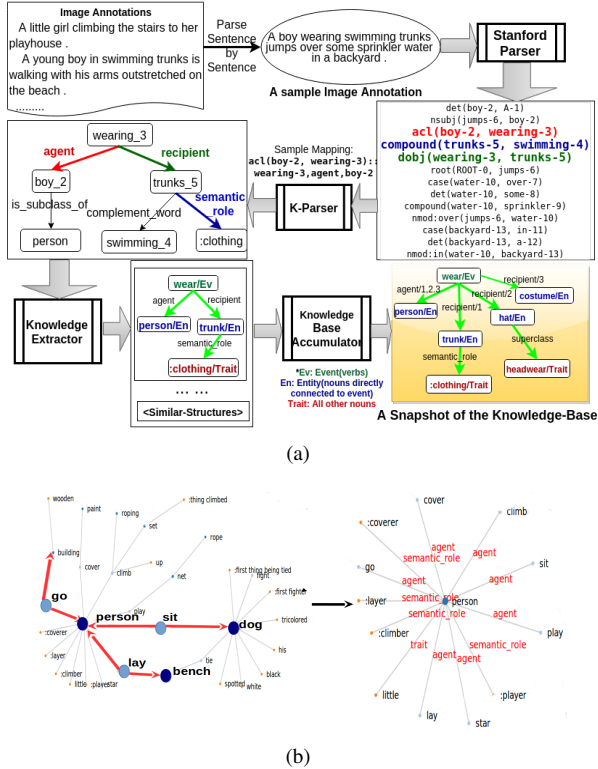 Image Annotations
A little girl climbing the stairs to her
playhouse .
A young boy in swimming trunks is
walking with his arms outstretched on
the beach .
.........
Parse
Sentence
by
Sentence
A boy wearing swimming trunks
jumps over some sprinkler water
in a backyard .
A sample Image Annotation
Stanford
Parser
det(boy-2, A-1)
nsubj(jumps-6, boy-2)
acl(boy-2, wearing-3)
compound(trunks-5, swimming-4)
dobj(wearing-3, trunks-5)
root(ROOT-0, jumps-6)
case(water-10, over-7)
det(water-10, some-8)
compound(water-10, sprinkler-9)
nmod:over(jumps-6, water-10)
case(backyard-13, in-11)
det(backyard-13, a-12)
nmod:in(water-10, backyard-13)
Sample Mapping:
acl(boy-2, wearing-3)::
wearing-3,agent,boy-2
K-Parser
wearing_3
agent
recipient
boy_2
trunks_5
semantic_
role
is_subclass_of
complement_word
person
swimming_4
:clothing
Knowledge
Extractor
wear/Ev
agent
recipient
person/En
trunk/En
semantic_role
:clothing/Trait
... ...
<Similar-Structures>
Knowledge
Base
Accumulator
*Ev: Event(verbs)
En: Entity(nouns directly
connected to event)
Trait: All other nouns
wear/Ev
recipient/3
agent/1,2,3
recipient/2
costume/En
person/En
recipient/1
hat/En
trunk/En
superclass
semantic_role
headwear/Trait
:clothing/Trait
A Snapshot of the Knowledge-Base
(a)
wooden
paint
roping
:thing climbed
set
rope
building
cover
climb
up
net
:first thing being tied
fight
:first fighter
go
play
person
sit
dog
tricolored
:coverer
his
:layer
lay
tie
:climber
bench
black
little
:player
star
spotted
white
cover
:coverer
climb
agent
semantic_role
agent
go
sit
agent
agent
:layer
semantic_role
person
semantic_role
agent
:climber
play
trait
semantic_role
agent
agent
little
:player
lay
star
(b)